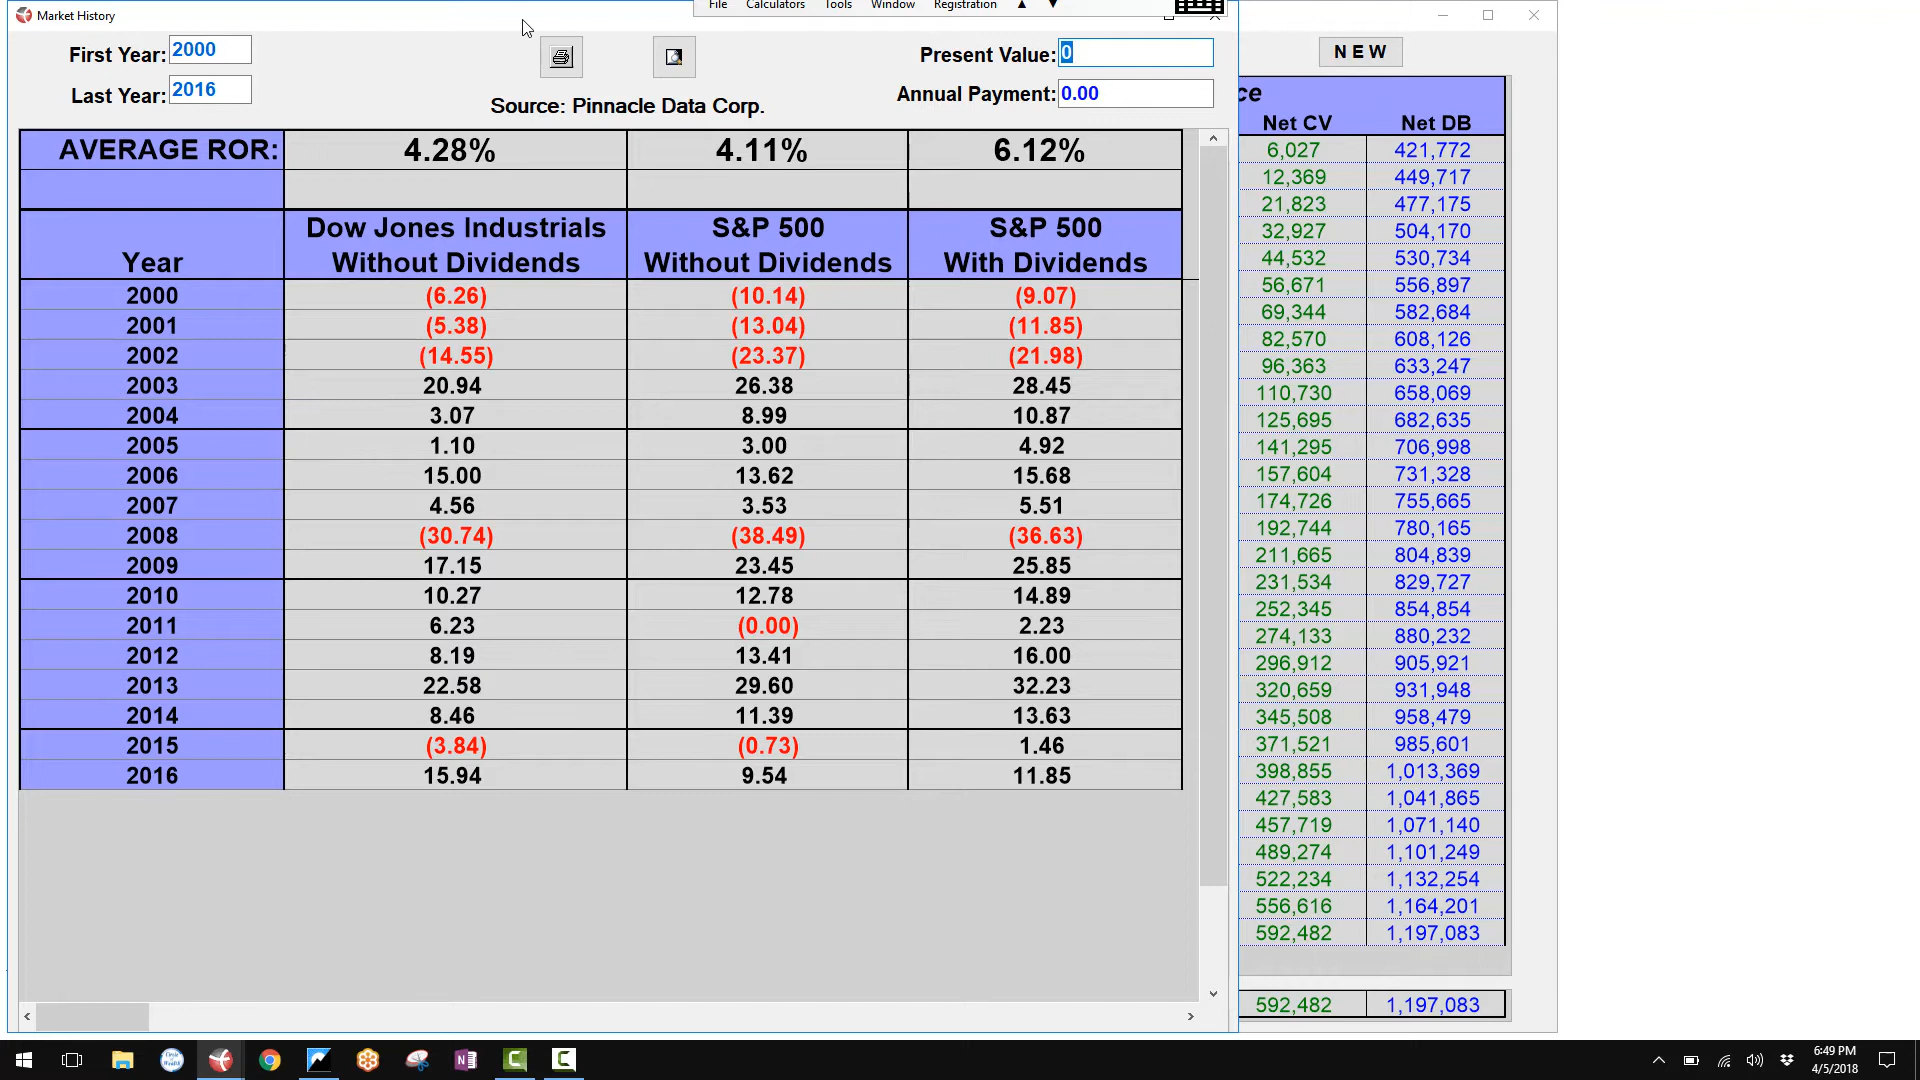 Market History
File Calculators Tools Window Registration
First Year: 2000
Last Year: 2016
Source: Pinnacle Data Corp.
Present Value: 0
Annual Payment: 0.00
NEW
AVERAGE ROR: 4.28% 4.11% 6.12%
Year Dow Jones Industrials Without Dividends S&P 500 Without Dividends S&P 500 With Dividends
2000 (6.26) (10.14) (9.07)
2001 (5.38) (13.04) (11.85)
2002 (14.55) (23.37) (21.98)
2003 20.94 26.38 28.45
2004 3.07 8.99 10.87
2005 1.10 3.00 4.92
2006 15.00 13.62 15.68
2007 4.56 3.53 5.51
2008 (30.74) (38.49) (36.63)
2009 17.15 23.45 25.85
2010 10.27 12.78 14.89
2011 6.23 (0.00) 2.23
2012 8.19 13.41 16.00
2013 22.58 29.60 32.23
2014 8.46 11.39 13.63
2015 (3.84) (0.73) 1.46
2016 15.94 9.54 11.85
ce
Net CV Net DB
6,027 421,772
12,369 449,717
21,823 477,175
32,927 504,170
44,532 530,734
56,671 556,897
69,344 582,684
82,570 608,126
96,363 633,247
110,730 658,069
125,695 682,635
141,295 706,998
157,604 731,328
174,726 755,665
192,744 780,165
211,665 804,839
231,534 829,727
252,345 854,854
274,133 880,232
296,912 905,921
320,659 931,948
345,508 958,479
371,521 985,601
398,855 1,013,369
427,583 1,041,865
457,719 1,071,140
489,274 1,101,249
522,234 1,132,254
556,616 1,164,201
592,482 1,197,083
592,482 1,197,083
6:49 PM
4/5/2018